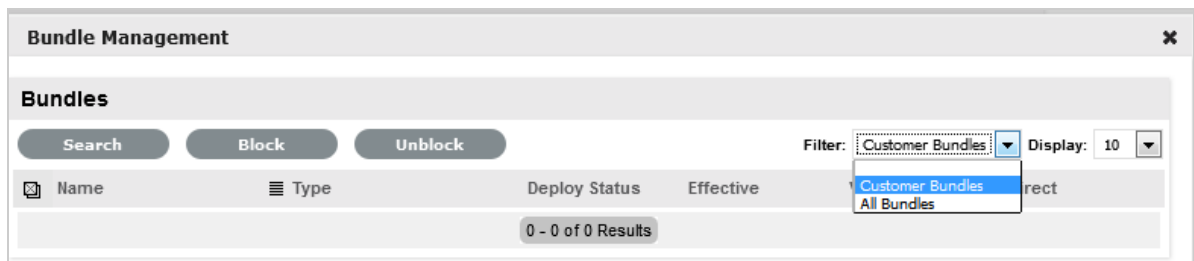 Bundle Management
Bundles
Search Block Unblock Filter: Customer Bundles Display: 10
Name Type Deploy Status Effective rect
Customer Bundles
All Bundles
0 - 0 of 0 Results